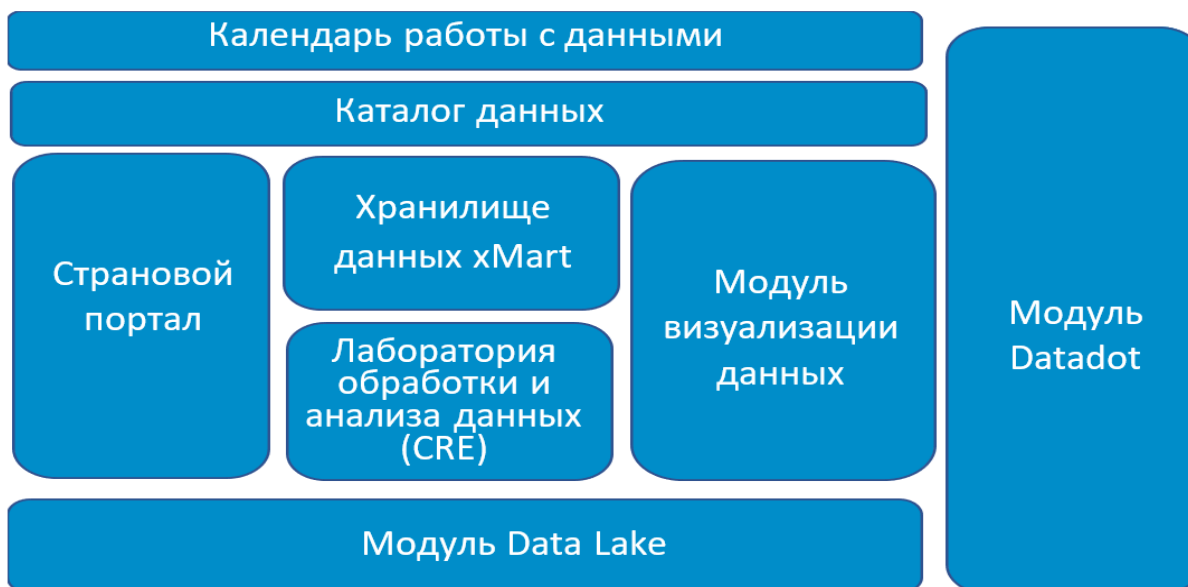 Календарь работы с данными
Каталог данных
Страновой
портал
Хранилище
данных xMart
Лаборатория
обработки и
анализа данных
(CRE)
Модуль
визуализации
данных
Модуль
Datadot
Модуль Data Lake